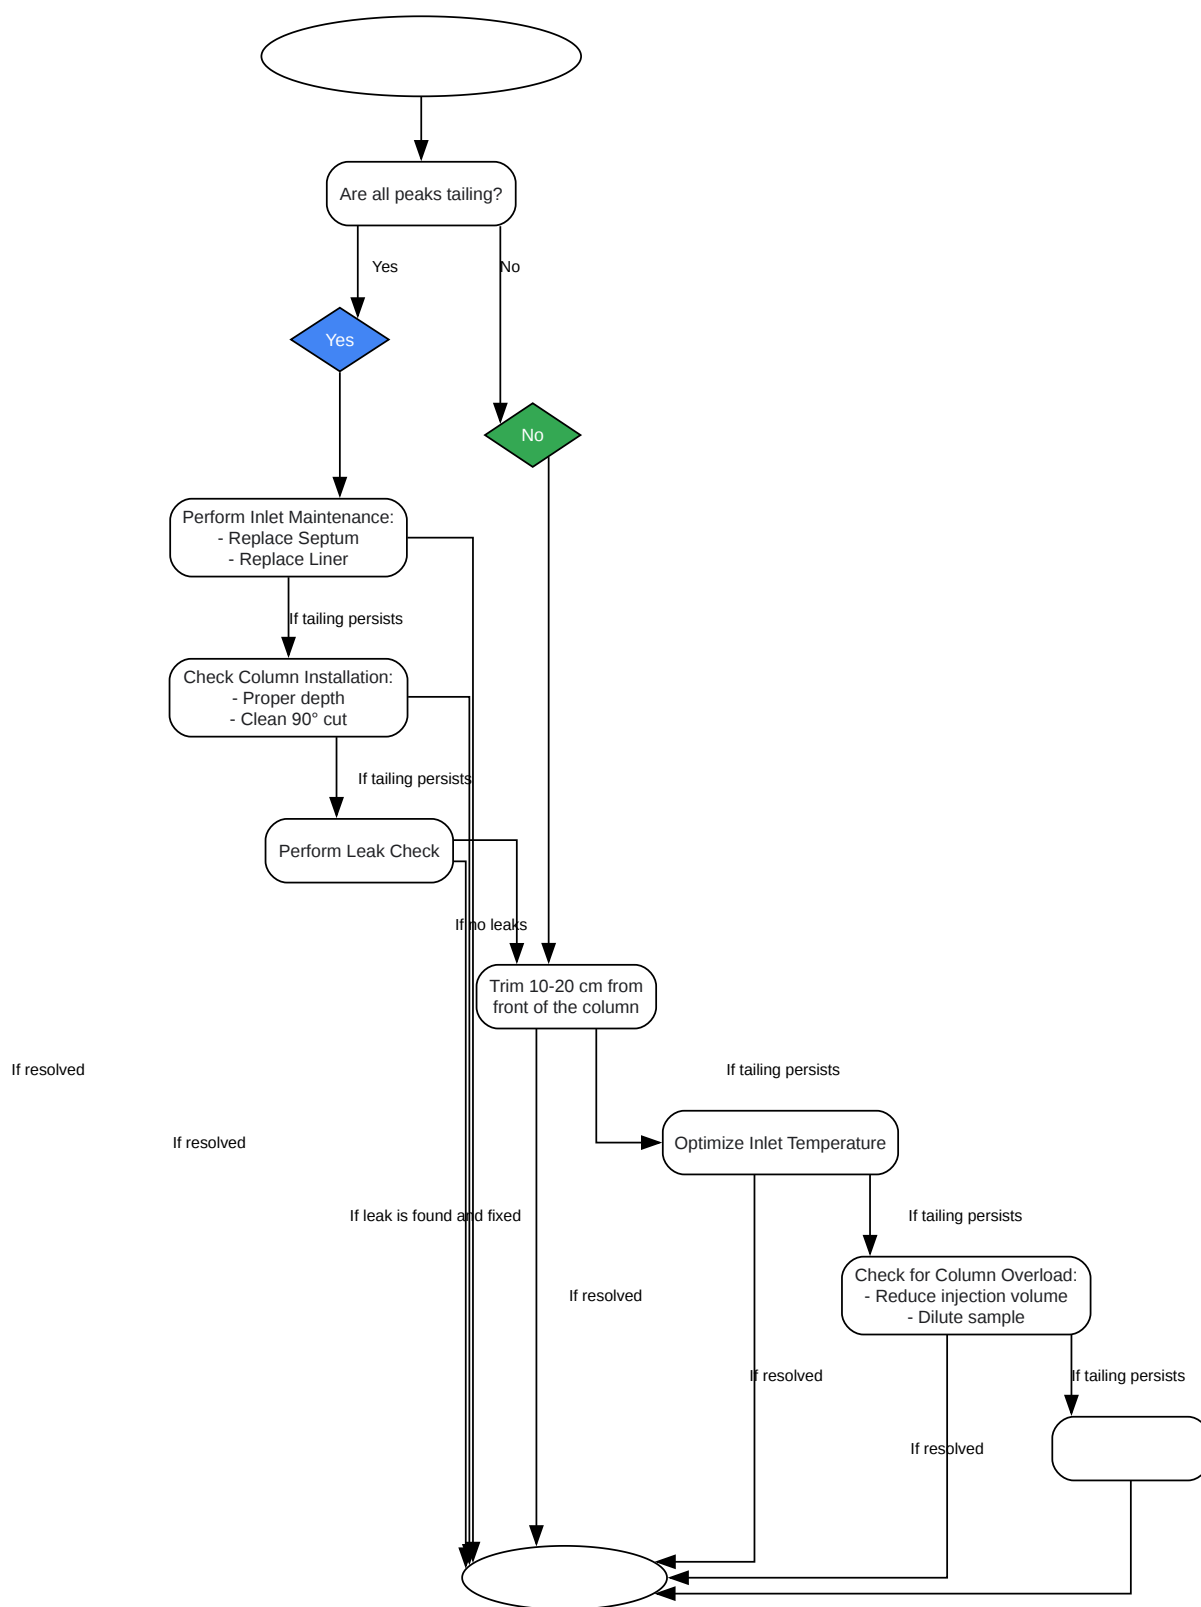 Are all peaks tailing?
Yes
No
Yes
No
Perform Inlet Maintenance:
- Replace Septum
- Replace Liner
If tailing persists
Check Column Installation:
- Proper depth
- Clean 90° cut
If tailing persists
Perform Leak Check
If no leaks
Trim 10-20 cm from
front of the column
If resolved
If tailing persists
If resolved
Optimize Inlet Temperature
If leak is found and fixed
If tailing persists
Check for Column Overload:
- Reduce injection volume
- Dilute sample
If resolved
If resolved
If tailing persists
If resolved